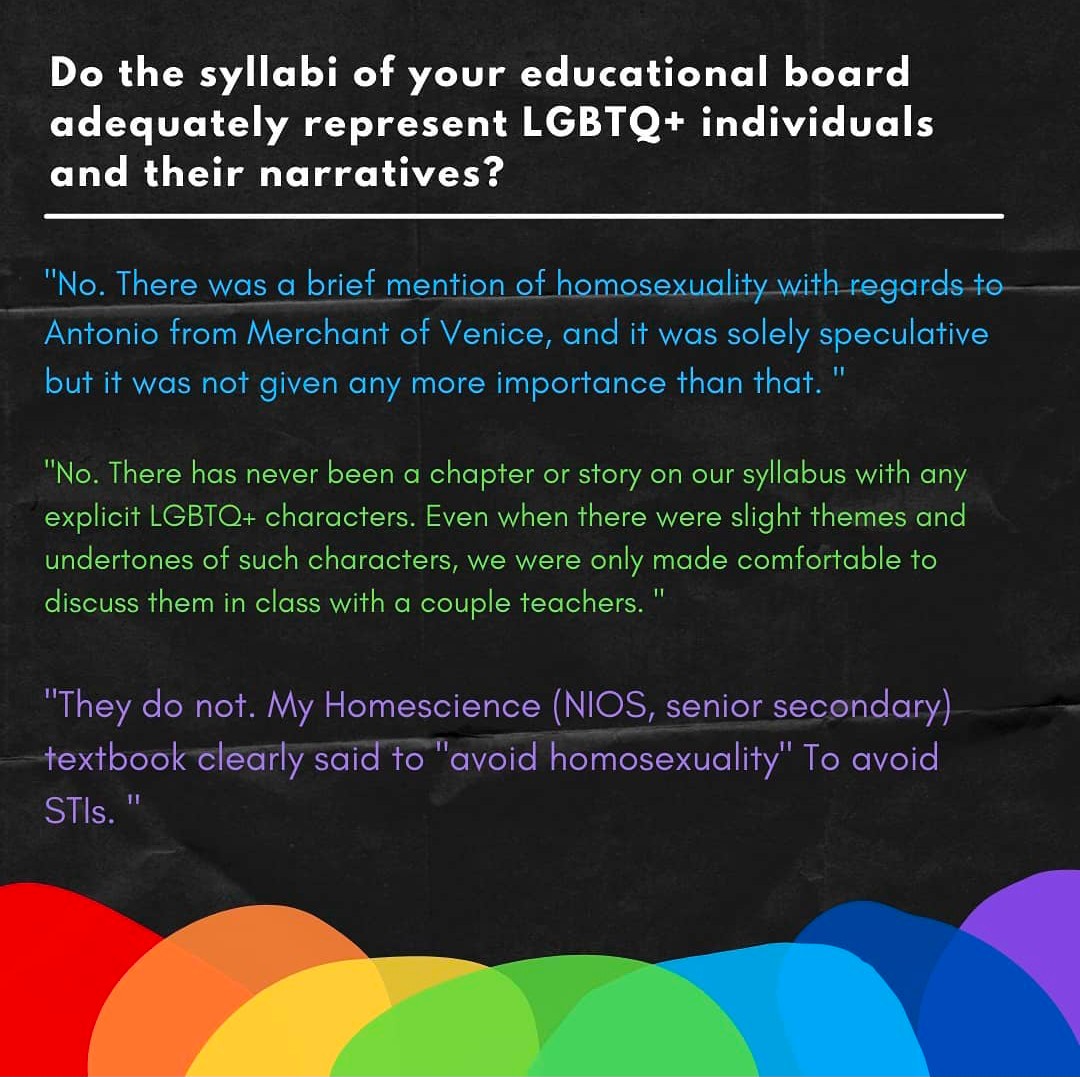 Do the syllabi of your educational board
adequately represent LGBTQ+ individuals
and their narratives?
"No. There was a brief mention of homosexuality with regards to
Antonio from Merchant of Venice, and it was solely speculative
but it was not given any more importance than that. "
"No. There has never been a chapter or story on our syllabus with any
explicit LGBTQ+ characters. Even when there were slight themes and
undertones of such characters, we were only made comfortable to
discuss them in class with a couple teachers. "
"They do not. My Homescience (NIOS, senior secondary)
textbook clearly said to "avoid homosexuality" To avoid
STIs. "